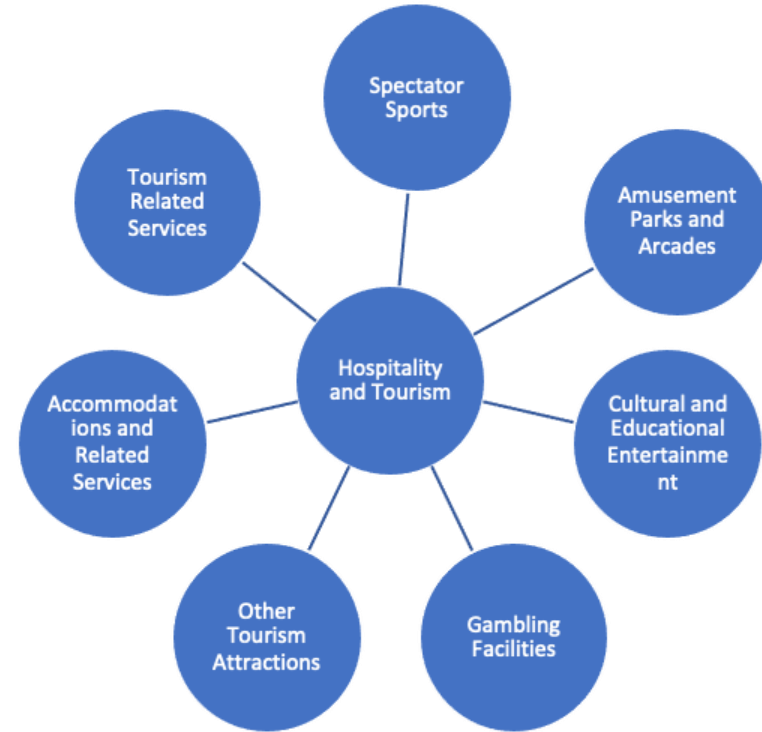 Spectator
Sports
Amusement
Parks and
Arcades
Cultural and
Educational
Entertainme
nt
Gambling
Facilities
Other
Tourism
Attractions
Accommodat
ions and
Related
Services
Tourism
Related
Services
Hospitality
and Tourism